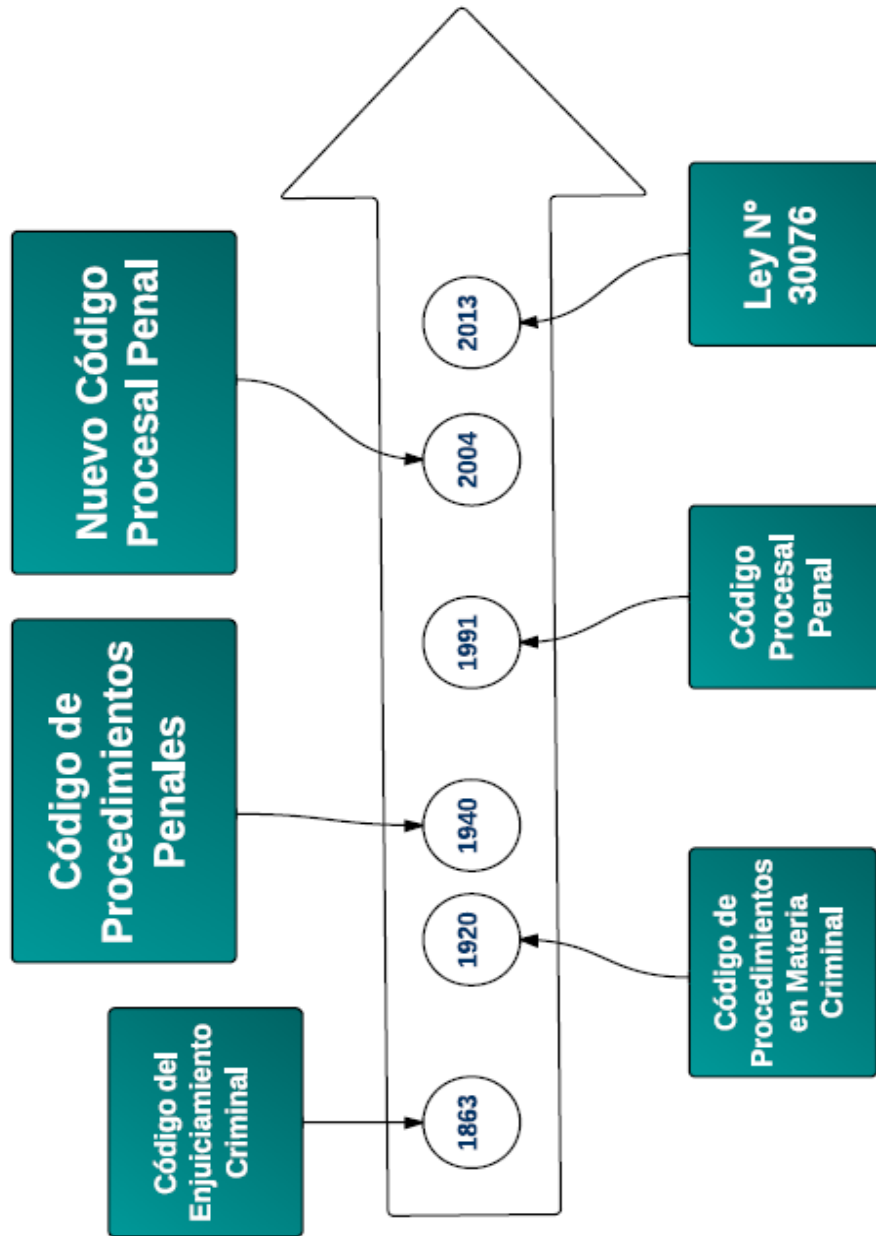 Código del
Enjuiciamiento
Criminal
Código de
Procedimientos
Penales
Nuevo Código
Procesal Penal
1863
1920
1940
1991
2004
2013
Código de
Procedimientos
en Materia
Criminal
Código
Procesal
Penal
Ley Nº
30076